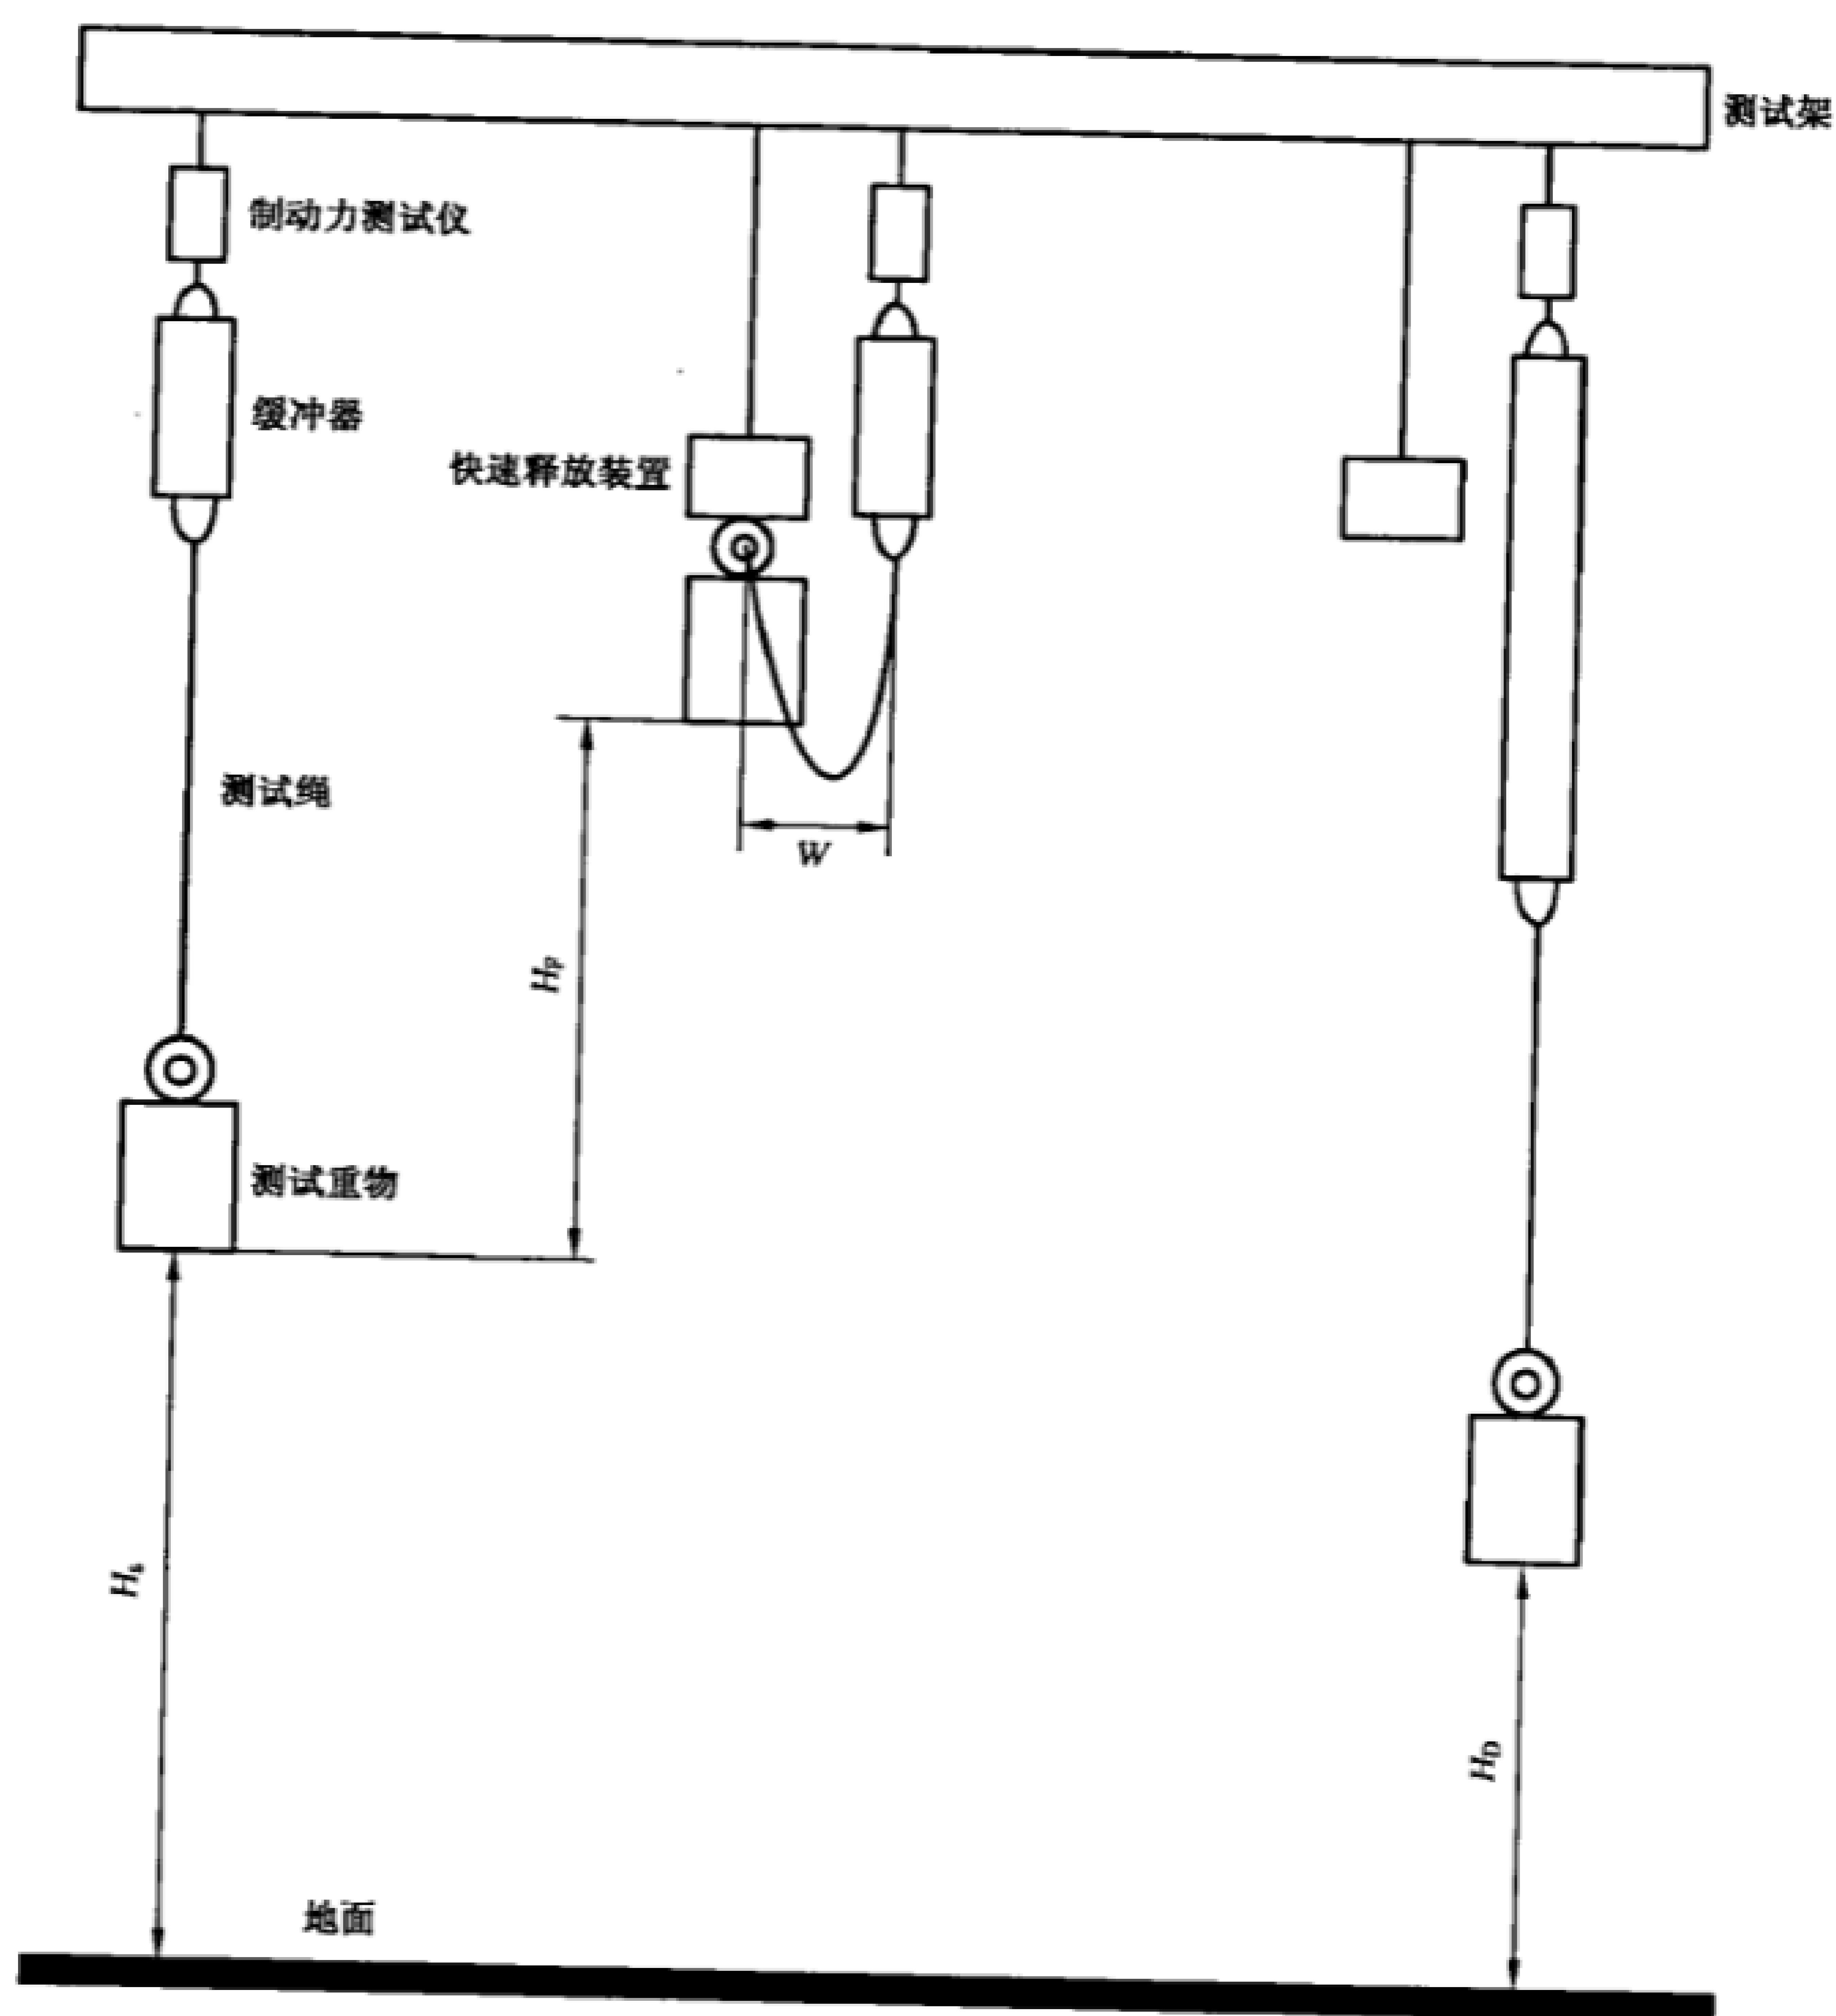 测试架
制动力测试仪
缓冲器
快速释放装置
测试绳
W
HP
测试重物
Hs
HD
地面